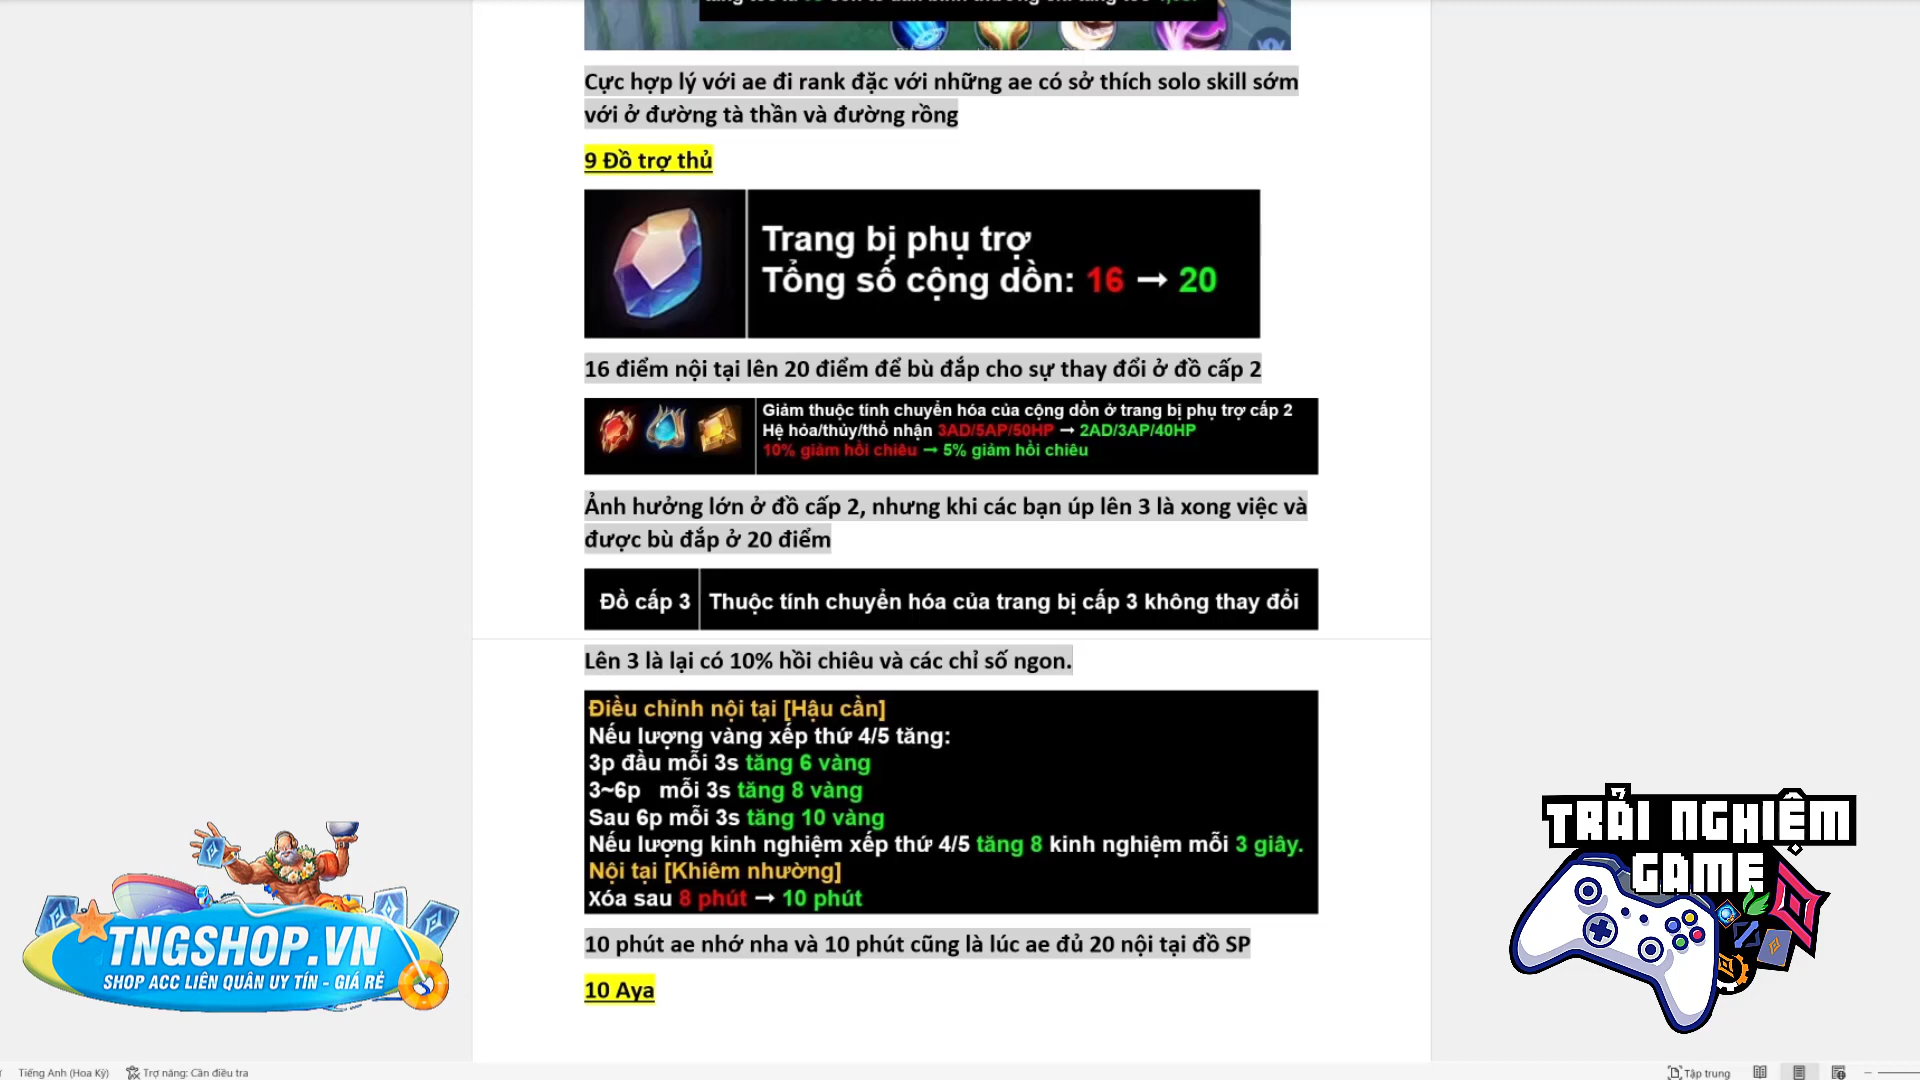 Cực hợp lý với ae đi rank đặc với những ae có sở thích solo skill sớm
với ở đường tà thần và đường rồng
9 Đồ trợ thủ
Trang bị phụ trợ
Tổng số cộng dồn: 16 → 20
16 điểm nội tại lên 20 điểm để bù đắp cho sự thay đổi ở đồ cấp 2
Giảm thuộc tính chuyển hóa của cộng dồn ở trang bị phụ trợ cấp 2
Hệ hỏa/thủy/thổ nhận 3AD/5AP/50HP → 2AD/3AP/40HP
10% giảm hồi chiêu → 5% giảm hồi chiêu
Ảnh hưởng lớn ở đồ cấp 2, nhưng khi các bạn úp lên 3 là xong việc và
được bù đắp ở 20 điểm
Đồ cấp 3 Thuộc tính chuyển hóa của trang bị cấp 3 không thay đổi
Lên 3 là lại có 10% hồi chiêu và các chỉ số ngon.
Điều chỉnh nội tại [Hậu cần]
Nếu lượng vàng xếp thứ 4/5 tăng:
3p đầu mỗi 3s tăng 6 vàng
3~6p mỗi 3s tăng 8 vàng
Sau 6p mỗi 3s tăng 10 vàng
Nếu lượng kinh nghiệm xếp thứ 4/5 tăng 8 kinh nghiệm mỗi 3 giây.
Nội tại [Khiêm nhường]
Xóa sau 8 phút → 10 phút
10 phút ae nhớ nha và 10 phút cũng là lúc ae đủ 20 nội tại đồ SP
10 Aya
TNGSHOP.VN
SHOP ACC LIÊN QUÂN UY TÍN - GIÁ RẺ
TRẢI NGHIỆM
GAME
Tiếng Anh (Hoa Kỳ) Trợ năng: Cần điều tra
Tập trung